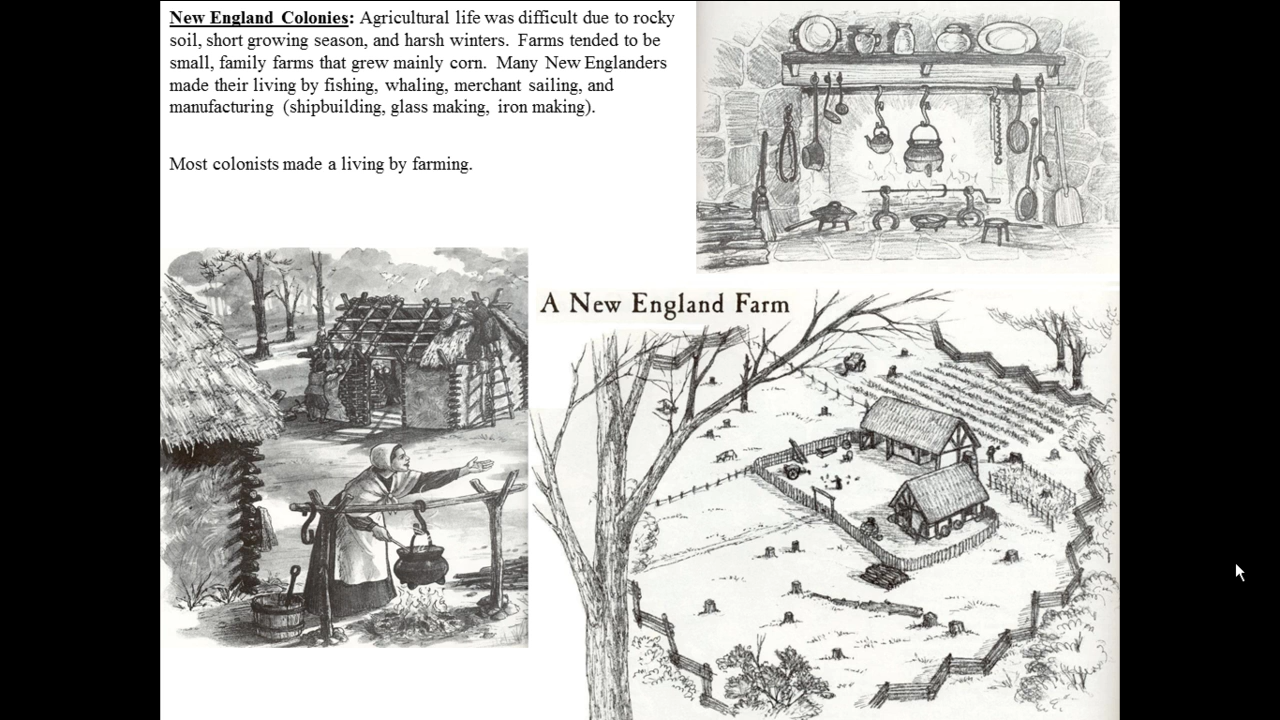 New England Colonies: Agricultural life was difficult due to rocky
soil, short growing season, and harsh winters. Farms tended to be
small, family farms that grew mainly corn. Many New Englanders
made their living by fishing, whaling, merchant sailing, and
manufacturing (shipbuilding, glass making, iron making).
Most colonists made a living by farming.
A New England Farm